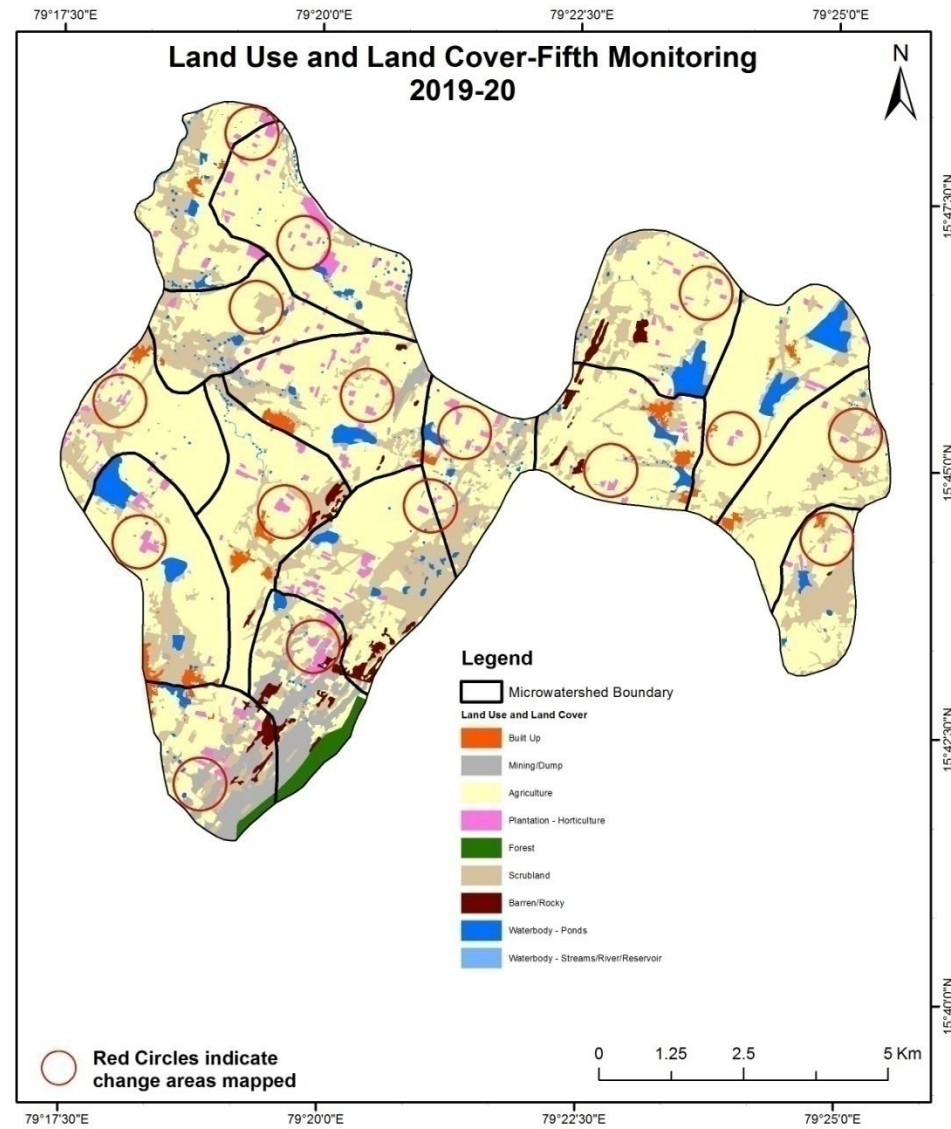 79°17'30"E
79°20'0"E
79°22'30"E
79°25'0"E
Land Use and Land Cover-Fifth Monitoring
2019-20
N
15°47'30"N
15°45'0"N
15°42'30"N
15°40'0"N
Legend
Microwatershed Boundary
Land Use and Land Cover
Built Up
Mining/Dump
Agriculture
Plantation - Horticulture
Forest
Scrubland
Barren/Rocky
Waterbody - Ponds
Waterbody - Streams/River/Reservoir
Red Circles indicate
change areas mapped
0 1.25 2.5 5 Km
79°17'30"E
79°20'0"E
79°22'30"E
79°25'0"E